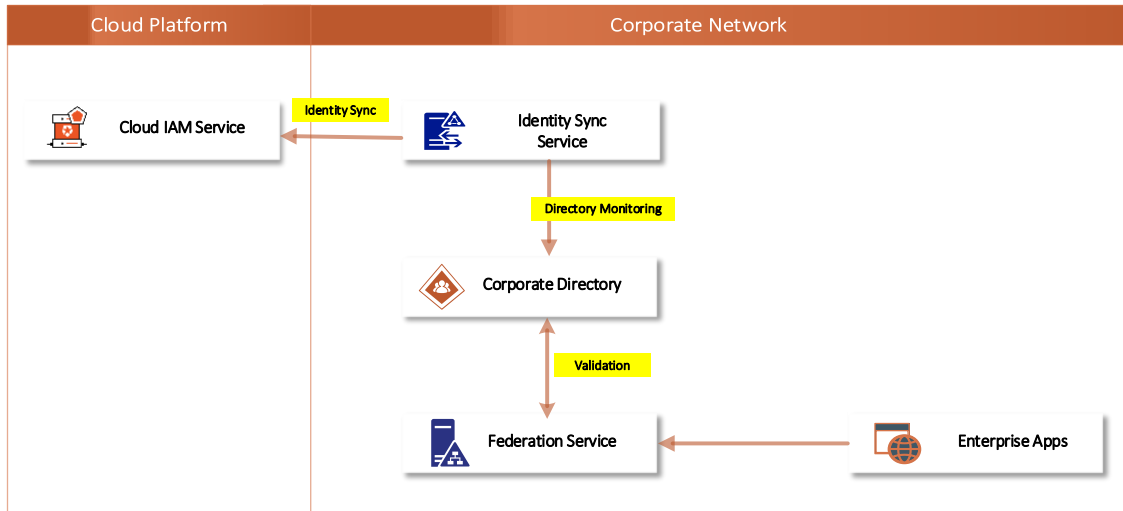 Cloud Platform
Corporate Network
Identity Sync
Cloud IAM Service
Identity Sync
Service
Directory Monitoring
Corporate Directory
Validation
Federation Service
Enterprise Apps